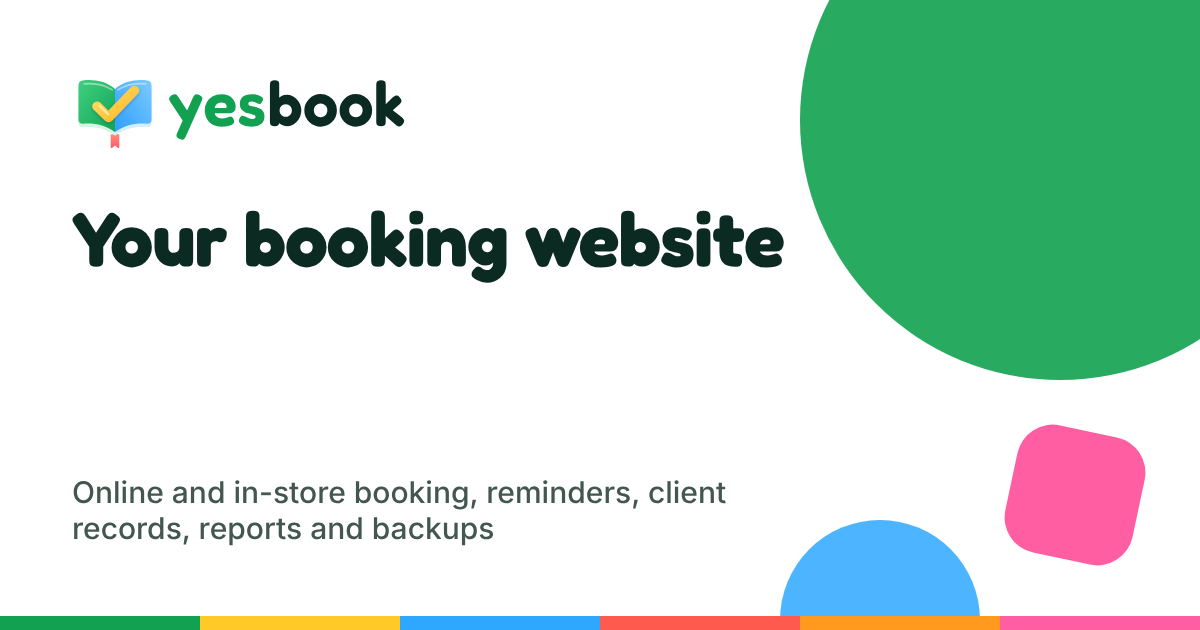 yesbook
Your booking website
Online and in-store booking, reminders, client
records, reports and backups